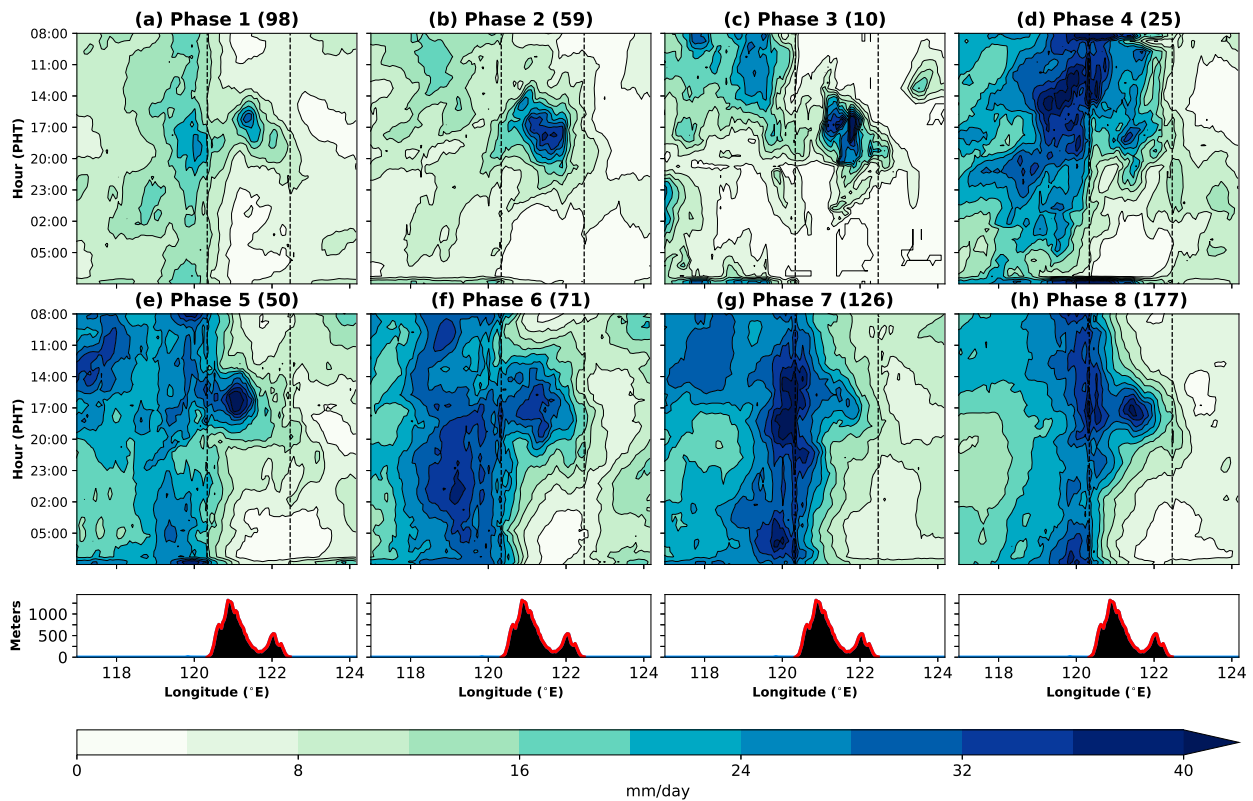 (a) Phase 1 (98) (b) Phase 2 (59) (c) Phase 3 (10) (d) Phase 4 (25)
08:00
11:00
14:00
17:00
20:00
23:00
02:00
05:00
Hour (PHT)
(e) Phase 5 (50) (f) Phase 6 (71) (g) Phase 7 (126) (h) Phase 8 (177)
08:00
11:00
14:00
17:00
20:00
23:00
02:00
05:00
Hour (PHT)
1000
500
0
Meters
118 120 122 124 118 120 122 124 118 120 122 124 118 120 122 124
Longitude (°E) Longitude (°E) Longitude (°E) Longitude (°E)
0 8 16 24 32 40
mm/day